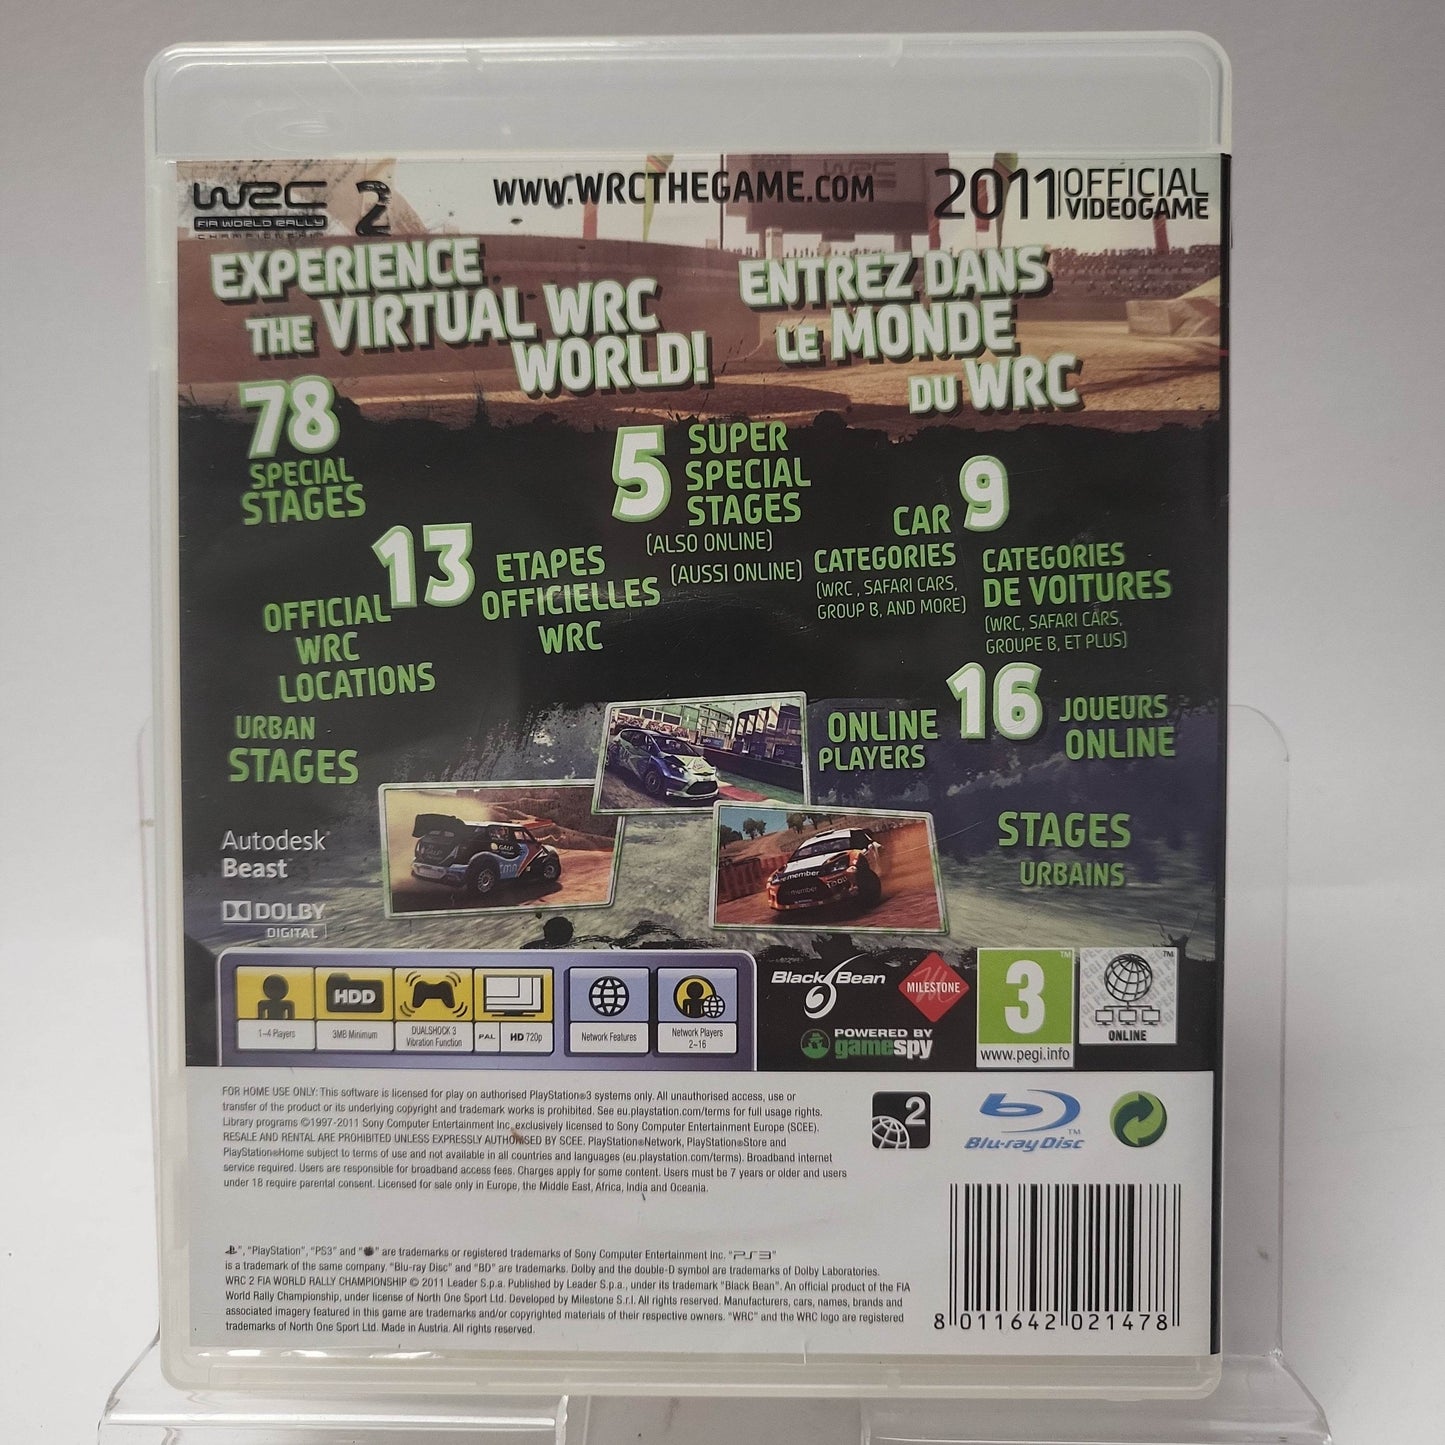 WRC 2
FIA WORLD RALLY
CHAMPIONSHIP
WWW.WRCTHEGAME.COM
2011 OFFICIAL
VIDEOGAME
EXPERIENCE
THE VIRTUAL WRC
WORLD!
ENTREZ DANS
LE MONDE
DU WRC
78
SPECIAL
STAGES
5 SUPER
SPECIAL
STAGES
(ALSO ONLINE)
(AUSSI ONLINE)
13
OFFICIAL
WRC
LOCATIONS
ETAPES
OFFICIELLES
WRC
9
CAR
CATEGORIES
(WRC , SAFARI CARS,
GROUP B, AND MORE)
CATEGORIES
DE VOITURES
(WRC, SAFARI CARS,
GROUPE B, ET PLUS)
16
ONLINE
PLAYERS
JOUEURS
ONLINE
URBAN
STAGES
STAGES
URBAINS
Autodesk®
Beast™
DOLBY
DIGITAL
1-4 Players
HDD
3MB Minimum
DUALSHOCK 3
Vibration Function
PAL HD 720p
Network Features
Network Players
2-16
Black Bean
MILESTONE
POWERED BY
gamespy
3
www.pegi.info
ONLINE
FOR HOME USE ONLY: This software is licensed for play on authorised PlayStation®3 systems only. All unauthorised access, use or
transfer of the product or its underlying copyright and trademark works is prohibited. See eu.playstation.com/terms for full usage rights.
Library programs ©1997-2011 Sony Computer Entertainment Inc. exclusively licensed to Sony Computer Entertainment Europe (SCEE).
RESALE AND RENTAL ARE PROHIBITED UNLESS EXPRESSLY AUTHORISED BY SCEE. PlayStation®Network, PlayStation®Store and
PlayStation®Home subject to terms of use and not available in all countries and languages (eu.playstation.com/terms). Broadband internet
service required. Users are responsible for broadband access fees. Charges apply for some content. Users must be 7 years or older and users
under 18 require parental consent. Licensed for sale only in Europe, the Middle East, Africa, India and Oceania.
2
Blu-ray Disc™
", "PlayStation", "PS3" and " " are trademarks or registered trademarks of Sony Computer Entertainment Inc. "PS3"
is a trademark of the same company. "Blu-ray Disc" and "BD" are trademarks. Dolby and the double-D symbol are trademarks of Dolby Laboratories.
WRC 2 FIA WORLD RALLY CHAMPIONSHIP © 2011 Leader S.p.a. Published by Leader S.p.a., under its trademark "Black Bean". An official product of the FIA
World Rally Championship, under license of North One Sport Ltd. Developed by Milestone S.r.l. All rights reserved. Manufacturers, cars, names, brands and
associated imagery featured in this game are trademarks and/or copyrighted materials of their respective owners. "WRC" and the WRC logo are registered
trademarks of North One Sport Ltd. Made in Austria. All rights reserved.
8 011642 021478